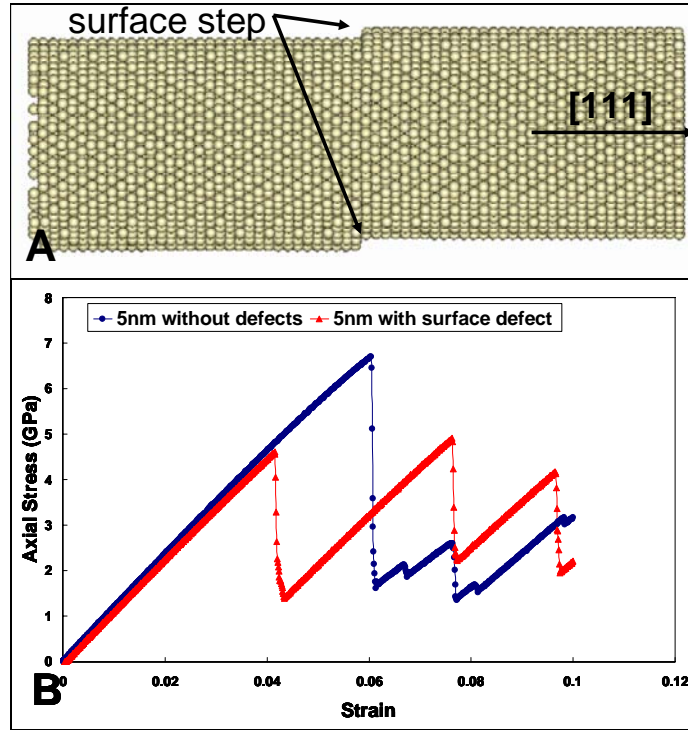 surface step
[111]
A
8
7
6
5
4
3
2
1
0
Axial Stress (GPa)
5nm without defects 5nm with surface defect
0 0.02 0.04 0.06 0.08 0.1 0.12
Strain
B